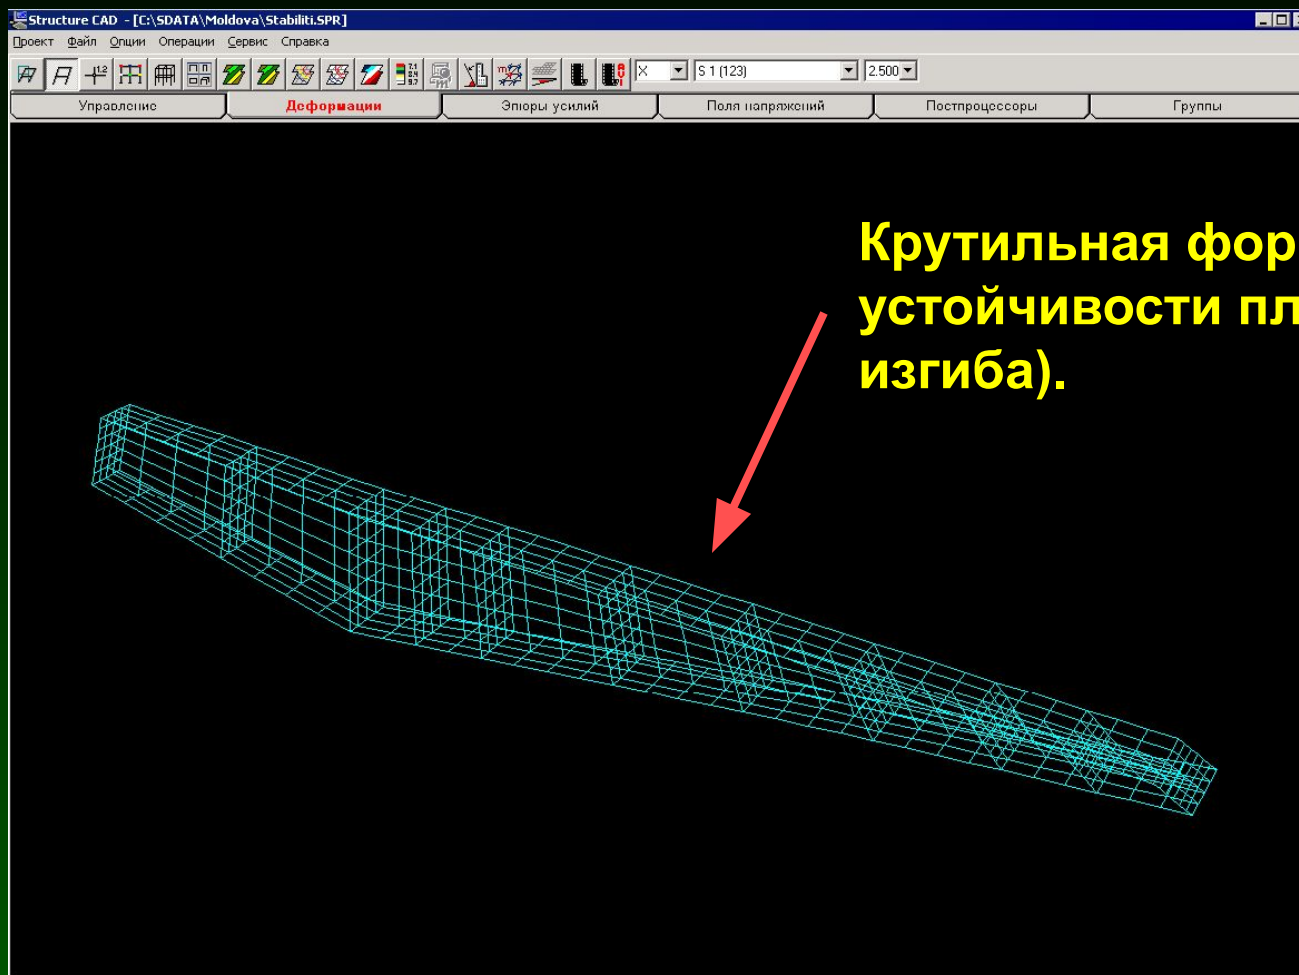 Structure CAD - [C:\SDATA\Moldova\Stabiliti.SPR]
Проект Файл Опции Операции Сервис Справка
X S 1 (123) 2.500
Управление Деформации Эпюры усилий Поля напряжений Постпроцессоры Группы
Крутильная фор
устойчивости пл
изгиба).